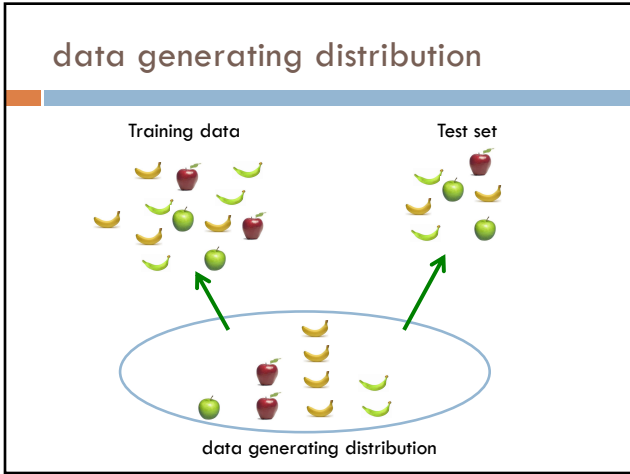 data generating distribution
Training data
Test set
data generating distribution